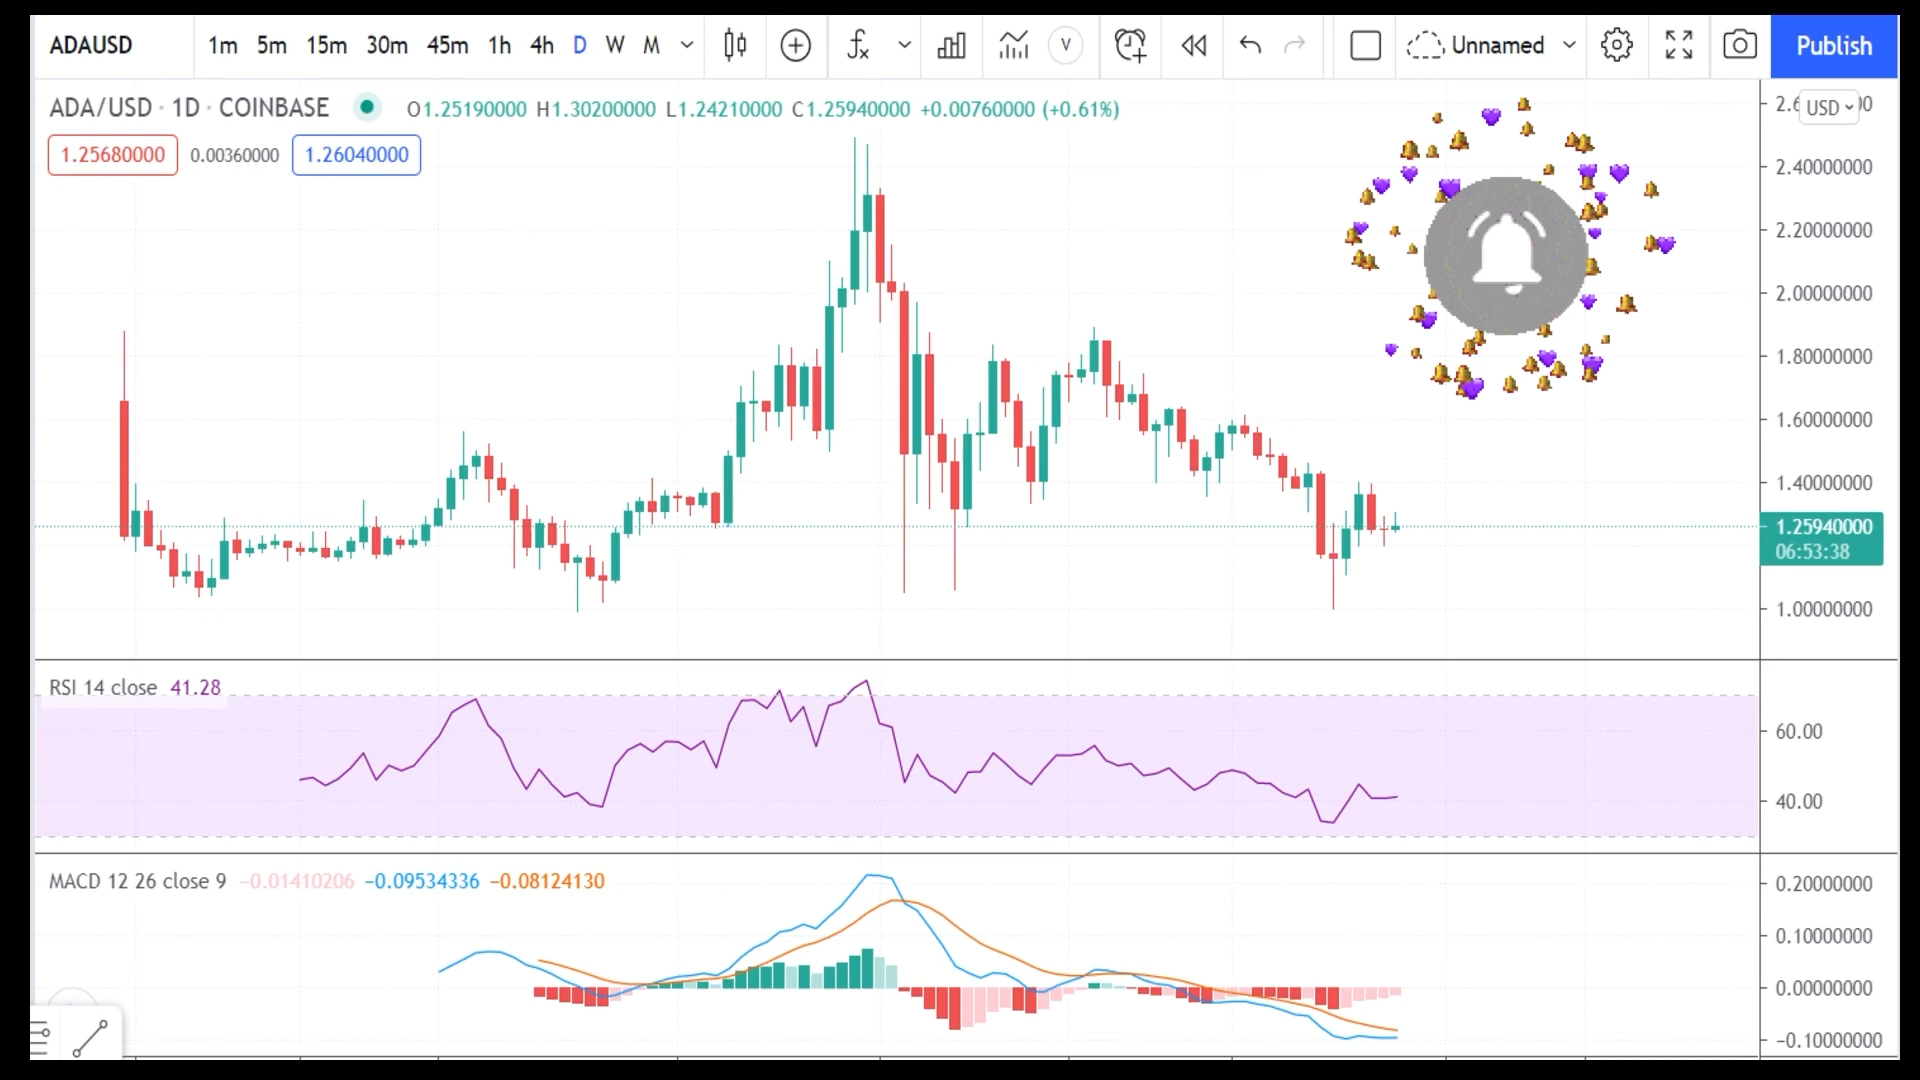 ADAUSD 1m 5m 15m 30m 45m 1h 4h D W M fx V Unnamed Publish
ADA/USD · 1D · COINBASE O1.25190000 H1.30200000 L1.24210000 C1.25940000 +0.00760000 (+0.61%)
USD
1.25680000 0.00360000 1.26040000
2.40000000
2.20000000
2.00000000
1.80000000
1.60000000
1.40000000
1.25940000
06:53:38
1.00000000
RSI 14 close 41.28
60.00
40.00
MACD 12 26 close 9 −0.01410206 −0.09534336 −0.08124130
0.20000000
0.10000000
0.00000000
−0.10000000